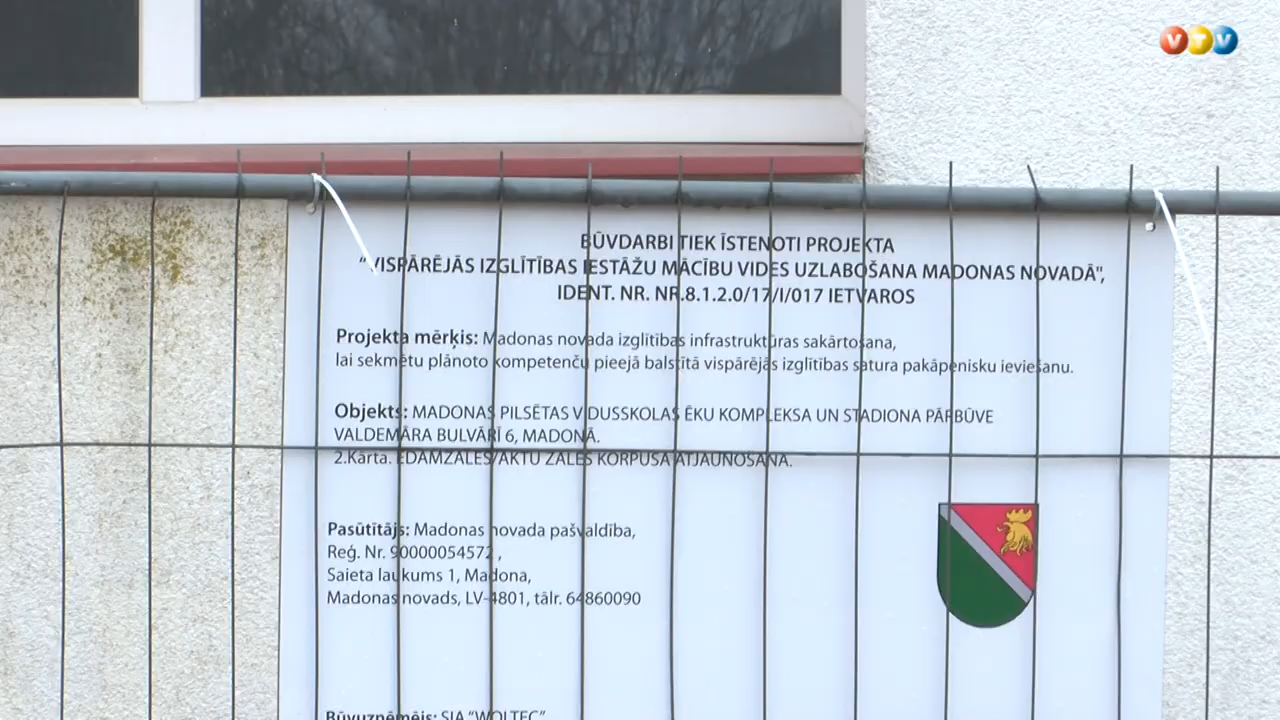 VTV
BŪVDARBI TIEK ĪSTENOTI PROJEKTA
"VISPĀRĒJĀS IZGLĪTĪBAS IESTĀŽU MĀCĪBU VIDES UZLABOŠANA MADONAS NOVADĀ",
IDENT. NR. NR.8.1.2.0/17/I/017 IETVAROS
Projekta mērķis: Madonas novada izglītības infrastruktūras sakārtošana,
lai sekmētu plānoto kompetenču pieejā balstītā vispārējās izglītības satura pakāpenisku ieviešanu.
Objekts: MADONAS PILSĒTAS VIDUSSKOLAS ĒKU KOMPLEKSA UN STADIONA PĀRBŪVE
VALDEMĀRA BULVĀRĪ 6, MADONĀ.
2.Kārta. ĒDAMZĀLES/AKTU ZĀLES KORPUSA ATJAUNOŠANA.
Pasūtītājs: Madonas novada pašvaldība,
Reģ. Nr. 90000054572 ,
Saieta laukums 1, Madona,
Madonas novads, LV-4801, tālr. 64860090
Būvuzņēmējs: SIA "WOLTEC"